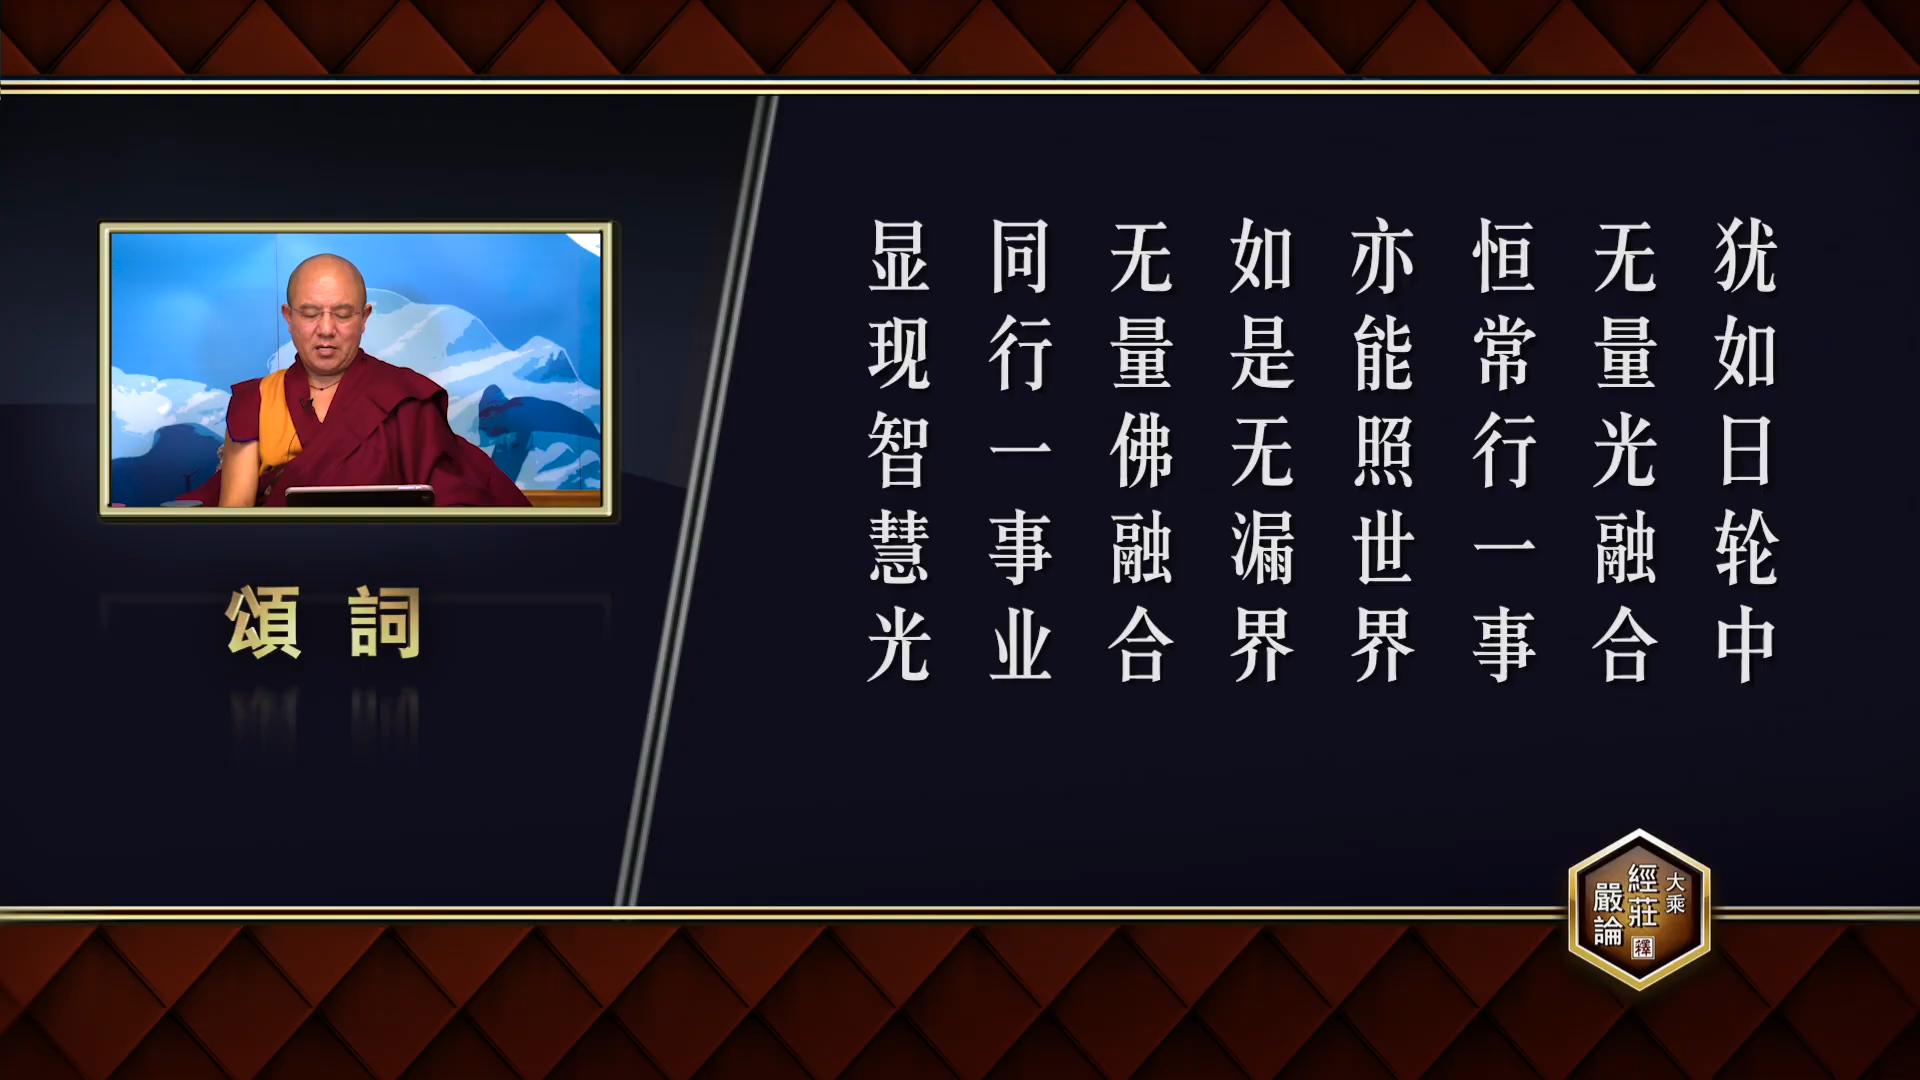 犹如日轮中
无量光融合
恒常行一事
亦能照世界
如是无漏界
无量佛融合
同行一事业
显现智慧光
頌詞
大乘
經莊
嚴論
釋